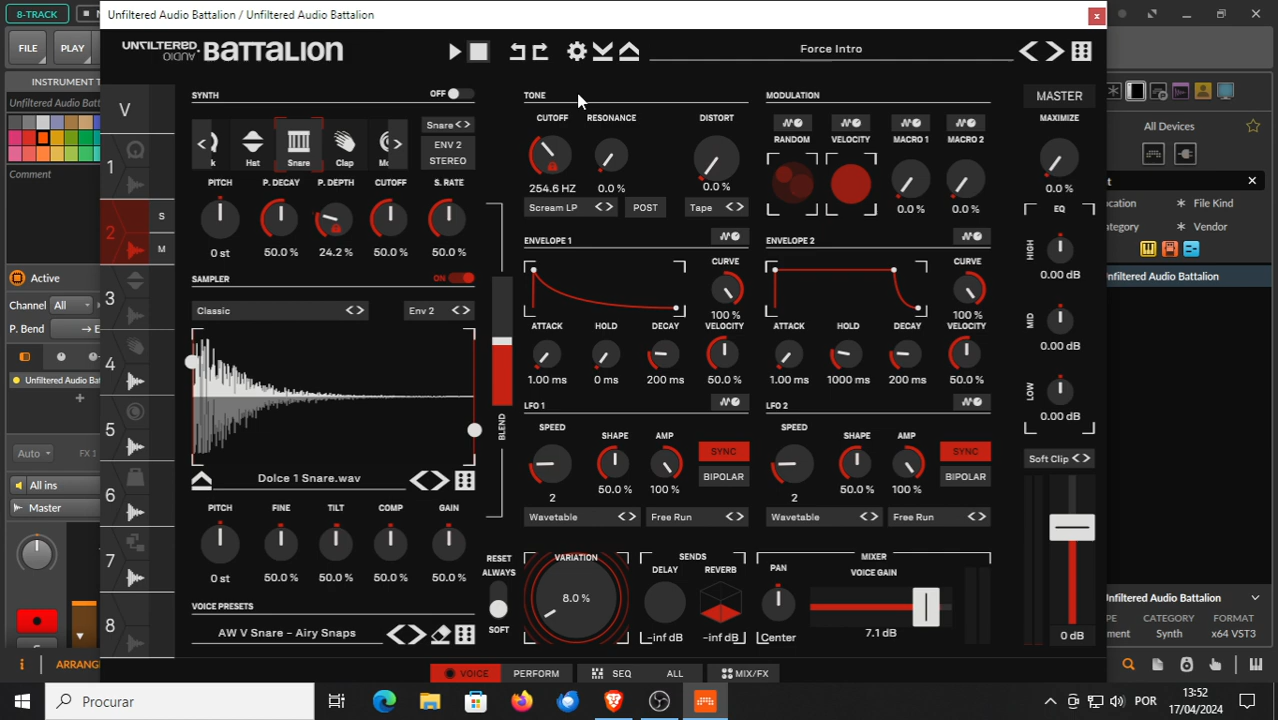 8-TRACK
Unfiltered Audio Battalion / Unfiltered Audio Battalion
x
FILE
PLAY
UNFILTERED AUDIO BATTALION
Force Intro
INSTRUMENT T
Unfiltered Audio Batt
Comment
V
1
2
S
M
3
4
5
6
7
8
SYNTH
OFF
Hat
Snare
Clap
Snare
ENV 2
STEREO
PITCH
P. DECAY
P. DEPTH
CUTOFF
S. RATE
0 st
50.0 %
24.2 %
50.0 %
50.0 %
SAMPLER
ON
Classic
Env 2
Dolce 1 Snare.wav
PITCH
FINE
TILT
COMP
GAIN
0 st
50.0 %
50.0 %
50.0 %
50.0 %
VOICE PRESETS
AW V Snare – Airy Snaps
BLEND
RESET
ALWAYS
SOFT
TONE
CUTOFF
RESONANCE
DISTORT
254.6 HZ
0.0 %
0.0 %
Scream LP
POST
Tape
MODULATION
RANDOM
VELOCITY
MACRO 1
MACRO 2
0.0 %
0.0 %
ENVELOPE 1
CURVE
100 %
ATTACK
HOLD
DECAY
VELOCITY
1.00 ms
0 ms
200 ms
50.0 %
ENVELOPE 2
CURVE
100 %
ATTACK
HOLD
DECAY
VELOCITY
1.00 ms
1000 ms
200 ms
50.0 %
LFO 1
SPEED
SHAPE
AMP
SYNC
BIPOLAR
2
50.0 %
100 %
Wavetable
Free Run
LFO 2
SPEED
SHAPE
AMP
SYNC
BIPOLAR
2
50.0 %
100 %
Wavetable
Free Run
VARIATION
8.0 %
SENDS
DELAY
REVERB
-inf dB
-inf dB
MIXER
PAN
VOICE GAIN
Center
7.1 dB
MASTER
MAXIMIZE
0.0 %
EQ
HIGH
0.00 dB
MID
0.00 dB
LOW
0.00 dB
Soft Clip
0 dB
VOICE
PERFORM
SEQ
ALL
MIX/FX
Active
Channel
All
P. Bend
Unfiltered Audio Bat
Auto
FX 1
All ins
Master
i
ARRANG
All Devices
t
ocation
File Kind
ategory
Vendor
nfiltered Audio Battalion
nfiltered Audio Battalion
PE
CATEGORY
FORMAT
ment
Synth
x64 VST3
Procurar
POR
13:52
17/04/2024